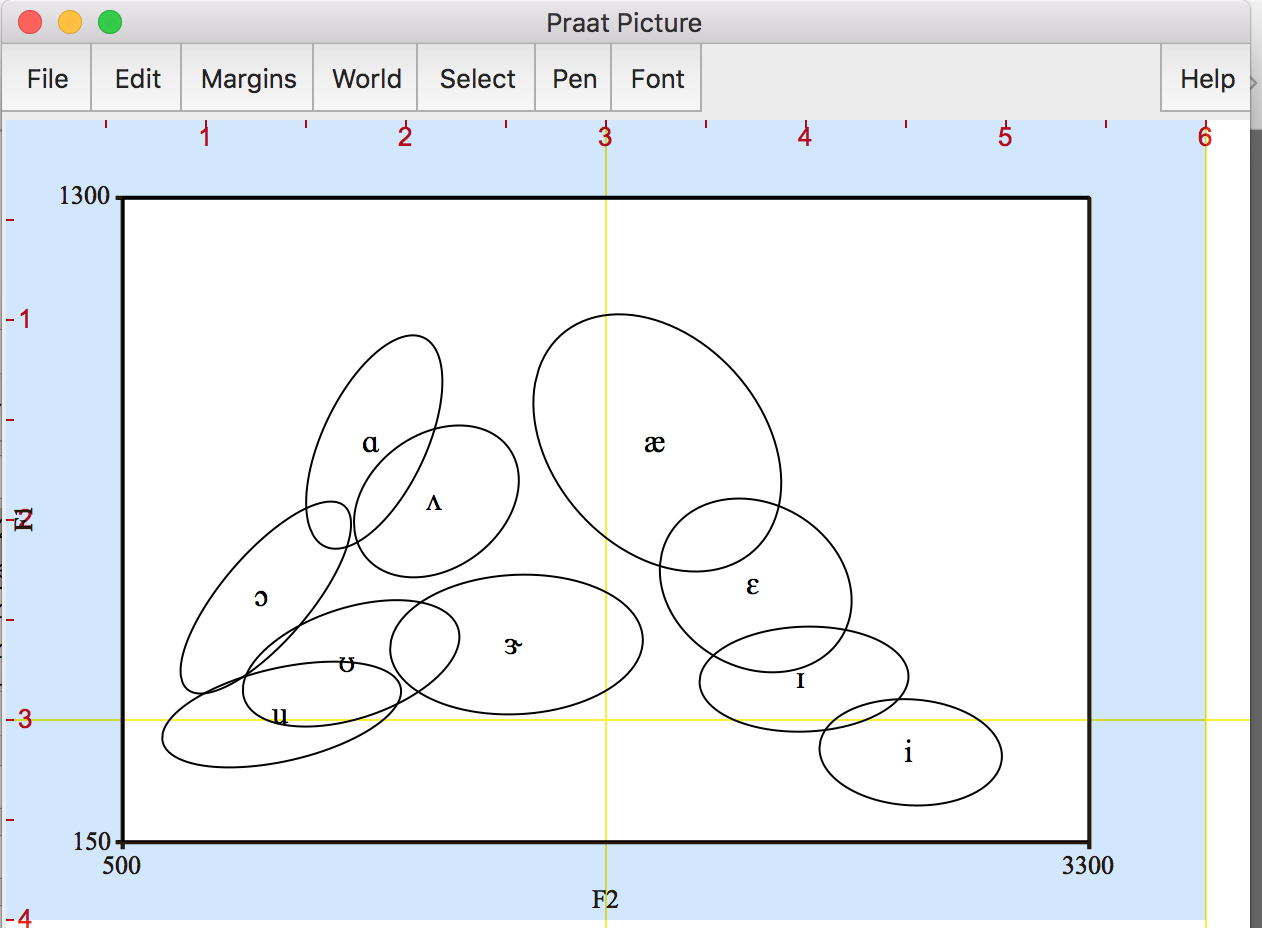 Praat Picture
File Edit Margins World Select Pen Font Help
1 2 3 4 5 6
1300
1
ɑ æ
2
F1
ʌ
ɛ
ɔ
ɝ
ʊ
ɪ
u
3
i
150
500 3300
F2
4